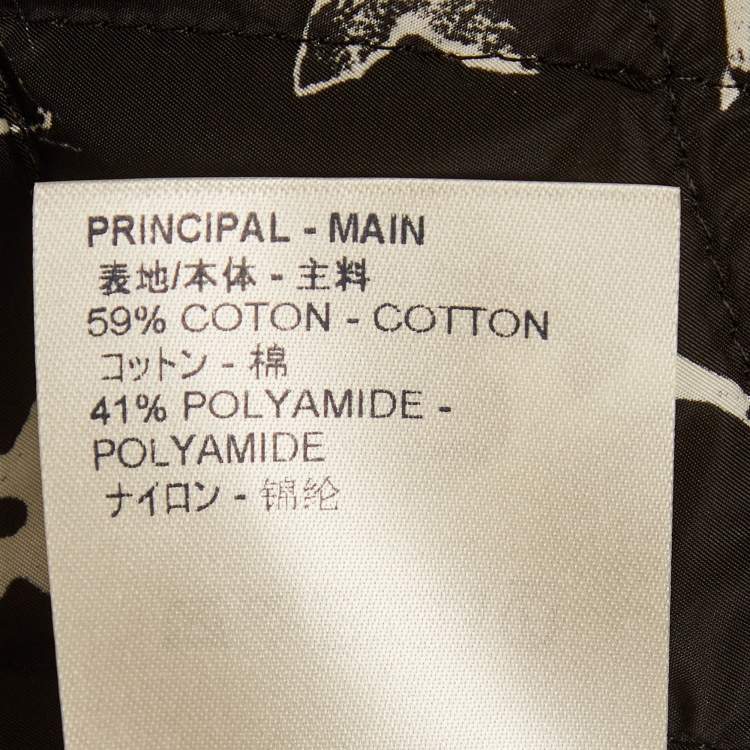 PRINCIPAL - MAIN
表地/本体 - 主料
59% COTON - COTTON
コットン - 棉
41% POLYAMIDE -
POLYAMIDE
ナイロン - 锦纶